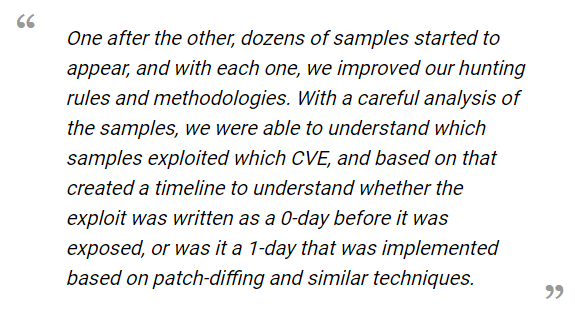 “
One after the other, dozens of samples started to
appear, and with each one, we improved our hunting
rules and methodologies. With a careful analysis of
the samples, we were able to understand which
samples exploited which CVE, and based on that
created a timeline to understand whether the
exploit was written as a 0-day before it was
exposed, or was it a 1-day that was implemented
based on patch-diffing and similar techniques.
”